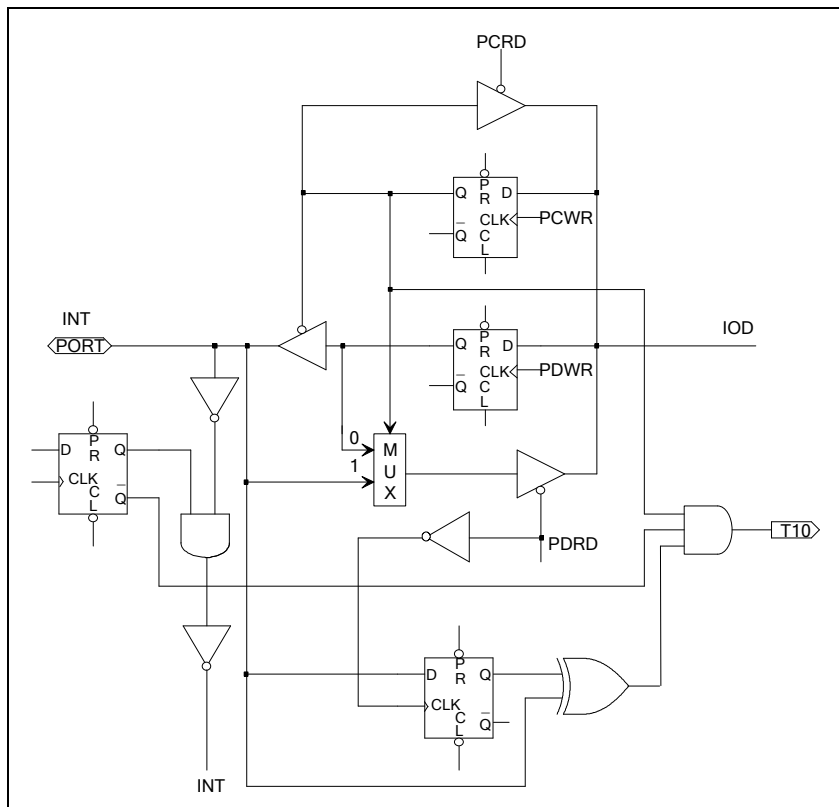 PCRD
Q P R D
CLK PCWR
Q C L
INT
PORT
IOD
Q P R D
CLK PDWR
Q C L
0
1
M U X
D P R Q
CLK
C L Q
PDRD
T10
D P R Q
CLK
C L Q
INT